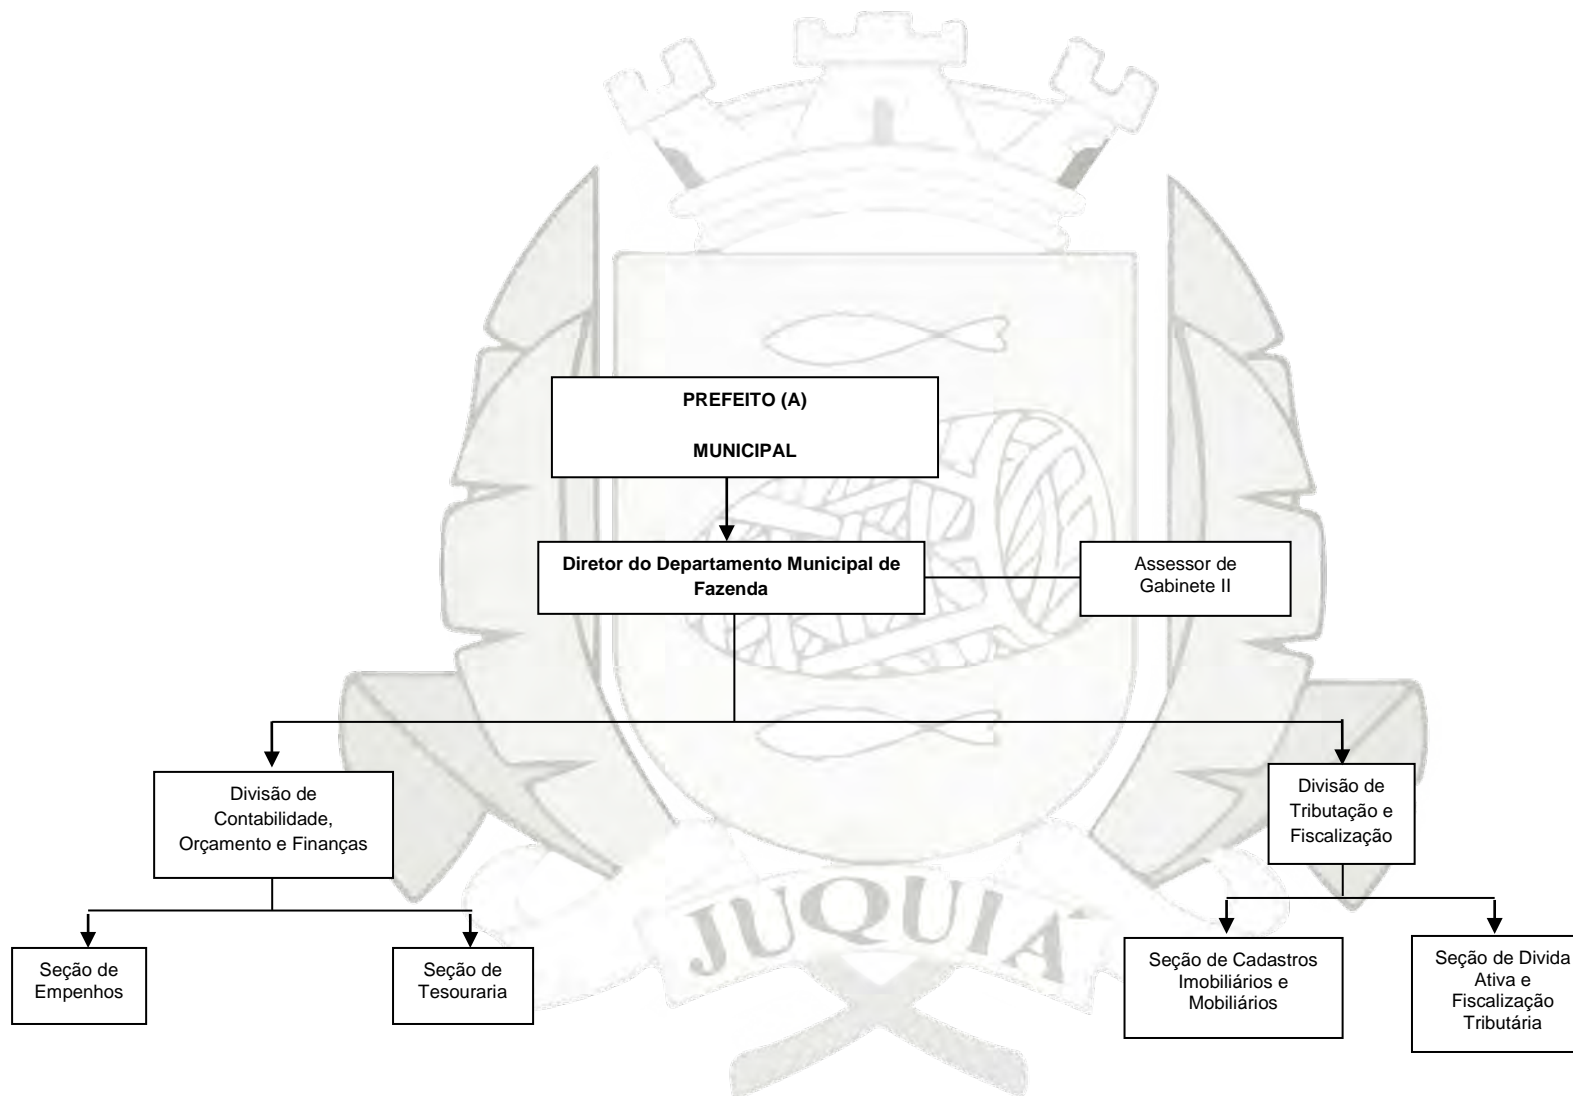 PREFEITO (A)
MUNICIPAL
Diretor do Departamento Municipal de
Fazenda
Assessor de
Gabinete II
Divisão de
Contabilidade,
Orçamento e Finanças
Divisão de
Tributação e
Fiscalização
Seção de
Empenhos
Seção de
Tesouraria
Seção de Cadastros
Imobiliários e
Mobiliários
Seção de Divida
Ativa e
Fiscalização
Tributária
JUQUIÁ